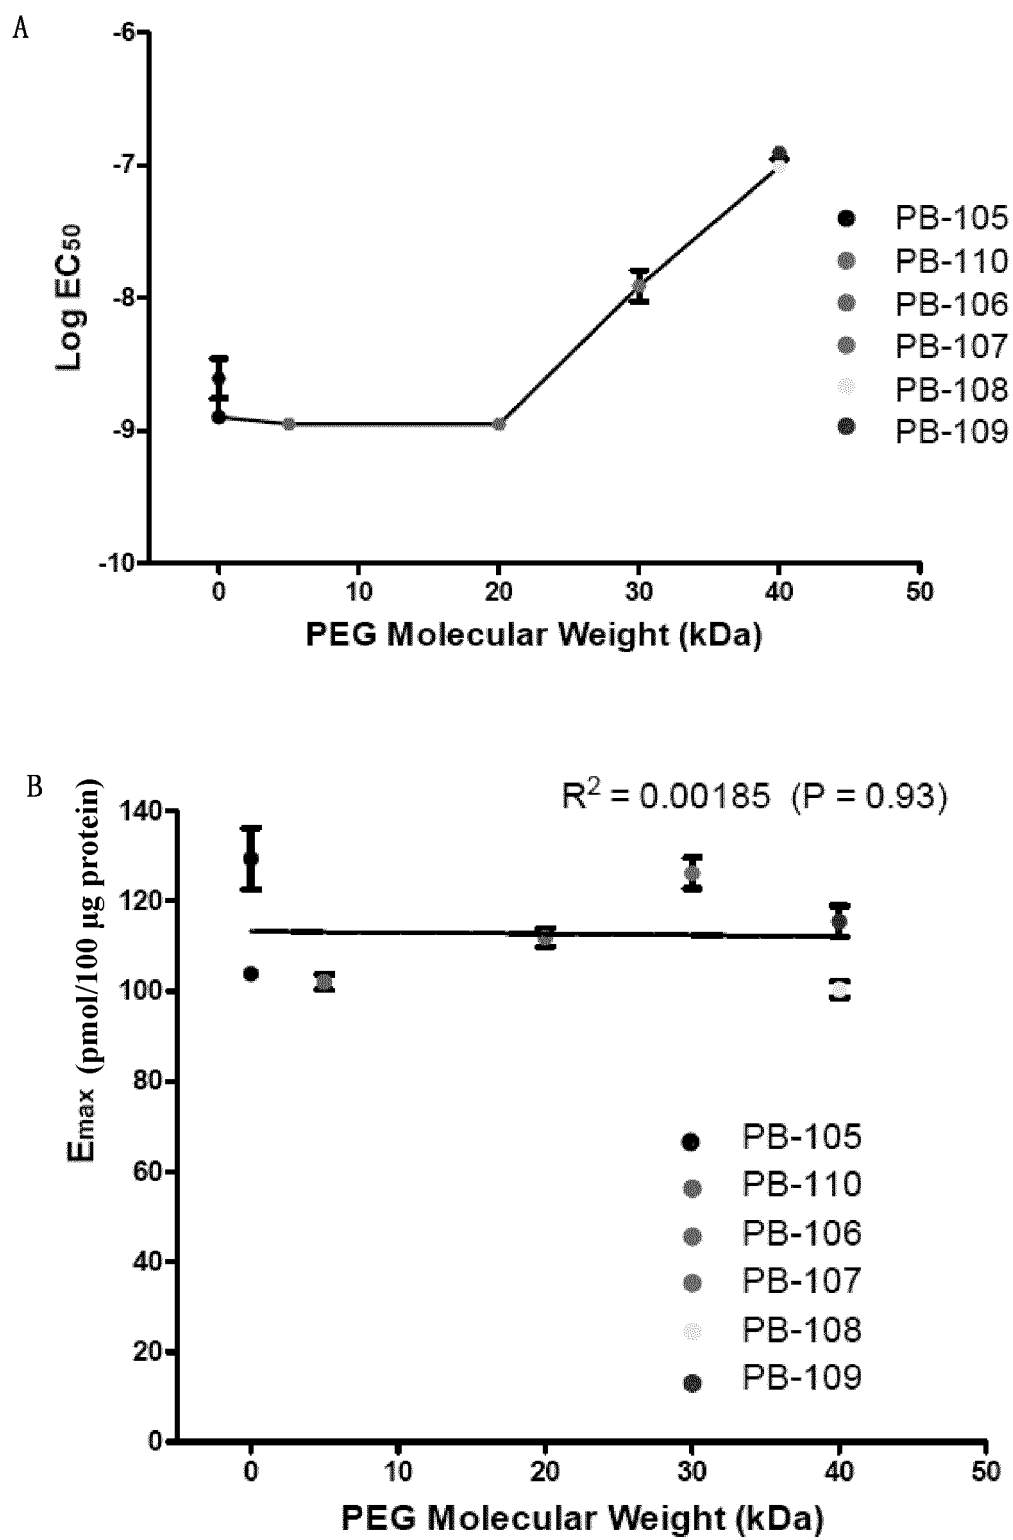 A
-6
-7
-8
-9
-10
Log EC50
0 10 20 30 40 50
PEG Molecular Weight (kDa)
PB-105
PB-110
PB-106
PB-107
PB-108
PB-109
B
R² = 0.00185 (P = 0.93)
140
120
100
80
60
40
20
0
Emax (pmol/100 µg protein)
PB-105
PB-110
PB-106
PB-107
PB-108
PB-109
0 10 20 30 40 50
PEG Molecular Weight (kDa)